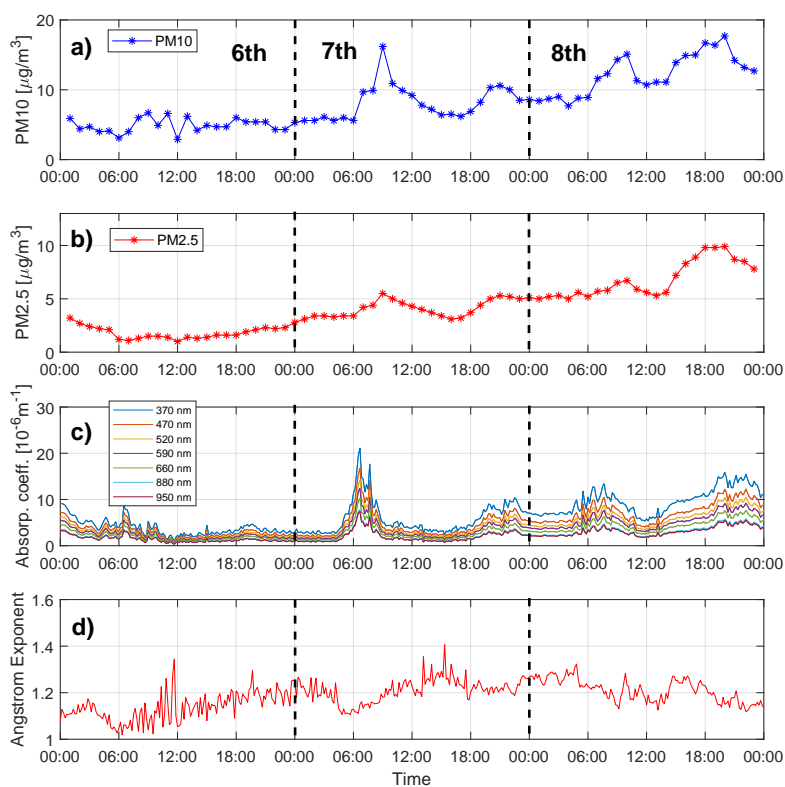 a)
PM10
6th
7th
8th
PM10 [μg/m³]
20
10
0
00:00 06:00 12:00 18:00 00:00 06:00 12:00 18:00 00:00 06:00 12:00 18:00 00:00
b)
PM2.5
PM2.5 [μg/m³]
10
5
0
00:00 06:00 12:00 18:00 00:00 06:00 12:00 18:00 00:00 06:00 12:00 18:00 00:00
c)
370 nm
470 nm
520 nm
590 nm
660 nm
880 nm
950 nm
Absorp. coeff. [10⁻⁶m⁻¹]
30
20
10
0
00:00 06:00 12:00 18:00 00:00 06:00 12:00 18:00 00:00 06:00 12:00 18:00 00:00
d)
Angstrom Exponent
1.6
1.4
1.2
1
00:00 06:00 12:00 18:00 00:00 06:00 12:00 18:00 00:00 06:00 12:00 18:00 00:00
Time